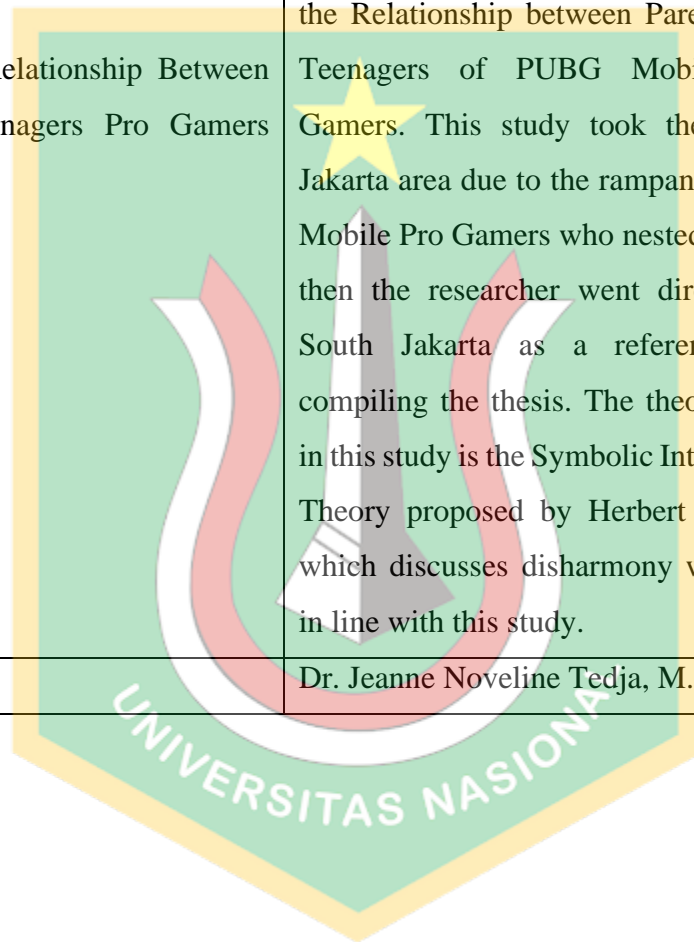 the Relationship between Pare
elationship Between
Teenagers of PUBG Mobi
nagers Pro Gamers
Gamers. This study took the
Jakarta area due to the rampan
Mobile Pro Gamers who nested
then the researcher went dir
South Jakarta as a referen
compiling the thesis. The theo
in this study is the Symbolic Int
Theory proposed by Herbert
which discusses disharmony w
in line with this study.
Dr. Jeanne Noveline Tedja, M.
UNIVERSITAS NASIONAL